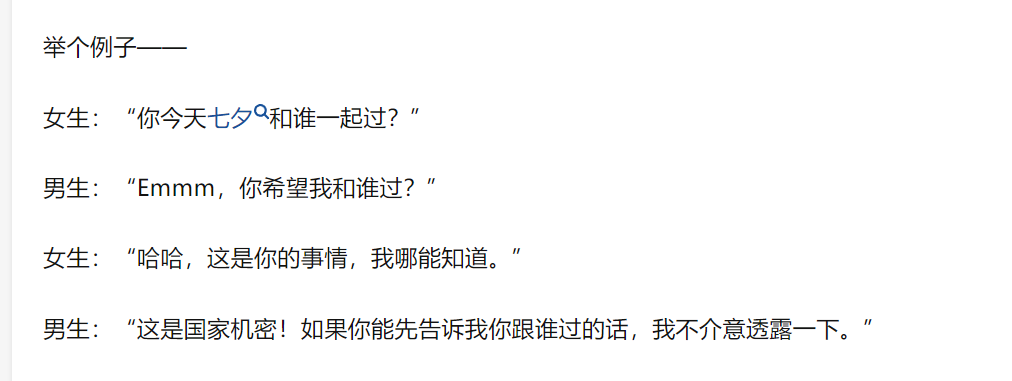 举个例子——
女生：“你今天七夕和谁一起过？”
男生：“Emmm，你希望我和谁过？”
女生：“哈哈，这是你的事情，我哪能知道。”
男生：“这是国家机密！如果你能先告诉我你跟谁过的话，我不介意透露一下。”